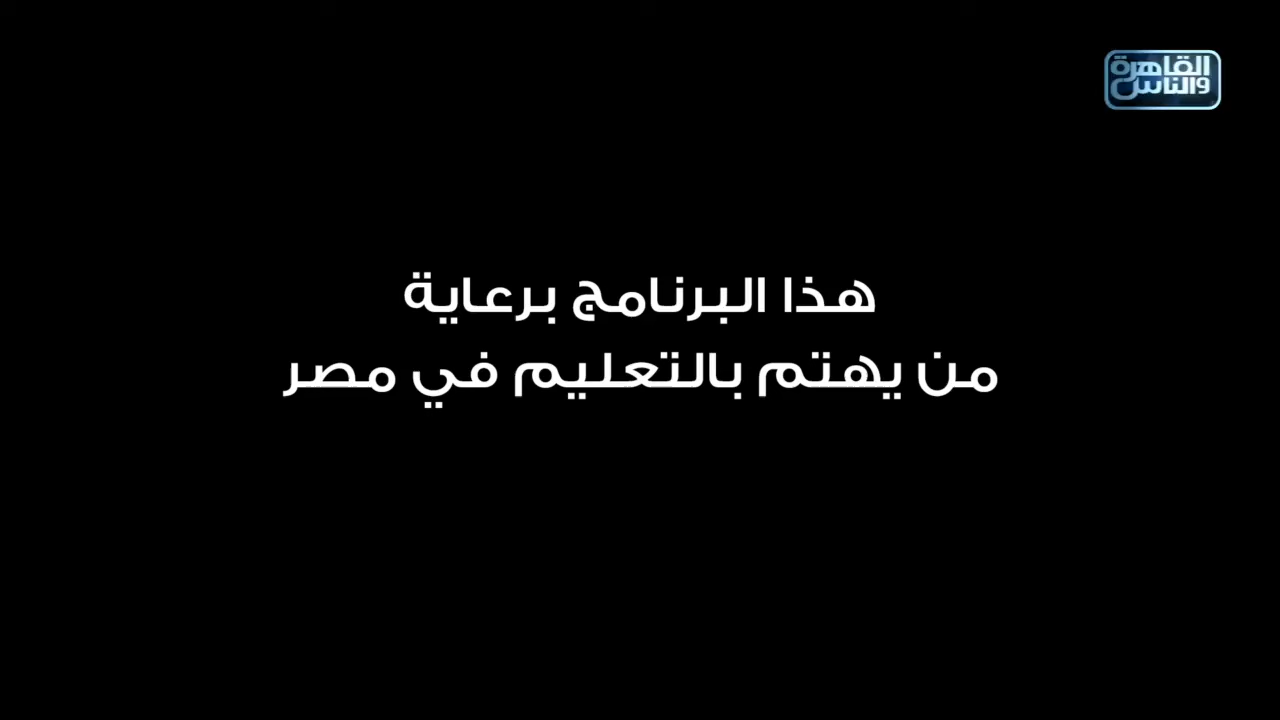 القاهرة
والناس
هذا البرنامج برعاية
من يهتم بالتعليم في مصر